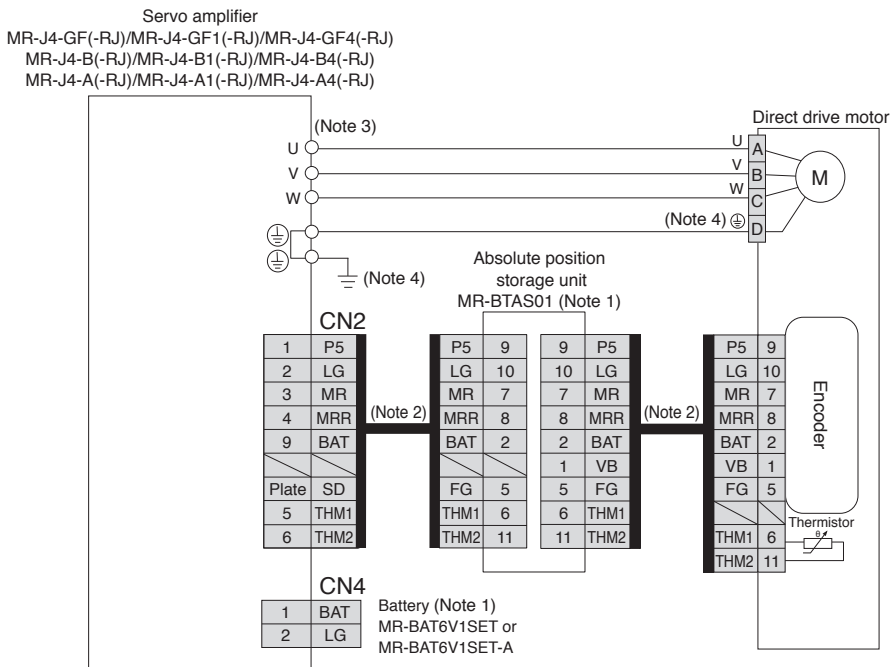 Servo amplifier
MR-J4-GF(-RJ)/MR-J4-GF1(-RJ)/MR-J4-GF4(-RJ)
MR-J4-B(-RJ)/MR-J4-B1(-RJ)/MR-J4-B4(-RJ)
MR-J4-A(-RJ)/MR-J4-A1(-RJ)/MR-J4-A4(-RJ)
Direct drive motor
(Note 3)
U U A
V V B M
W W C
(Note 4) D
(Note 4)
Absolute position
storage unit
MR-BTAS01 (Note 1)
CN2
1 P5 P5 9 9 P5 P5 9
2 LG LG 10 10 LG LG 10
3 MR MR 7 7 MR MR 7
4 MRR (Note 2) MRR 8 8 MRR (Note 2) MRR 8
9 BAT BAT 2 2 BAT BAT 2
1 VB VB 1
Plate SD FG 5 5 FG FG 5
5 THM1 THM1 6 6 THM1
6 THM2 THM2 11 11 THM2 THM1 6
THM2 11
Encoder
Thermistor
θ
CN4
1 BAT
2 LG
Battery (Note 1)
MR-BAT6V1SET or
MR-BAT6V1SET-A